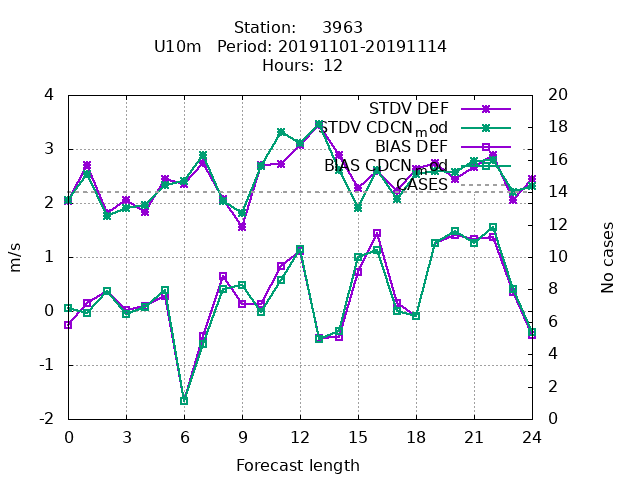 Station: 3963
U10m Period: 20191101-20191114
Hours: 12
4
3
2
1
0
-1
-2
20
18
16
14
12
10
8
6
4
2
0
STDV DEF
STDV CDCN_mod
BIAS DEF
BIAS CDCN_mod
CASES
m/s
No cases
0 3 6 9 12 15 18 21 24
Forecast length